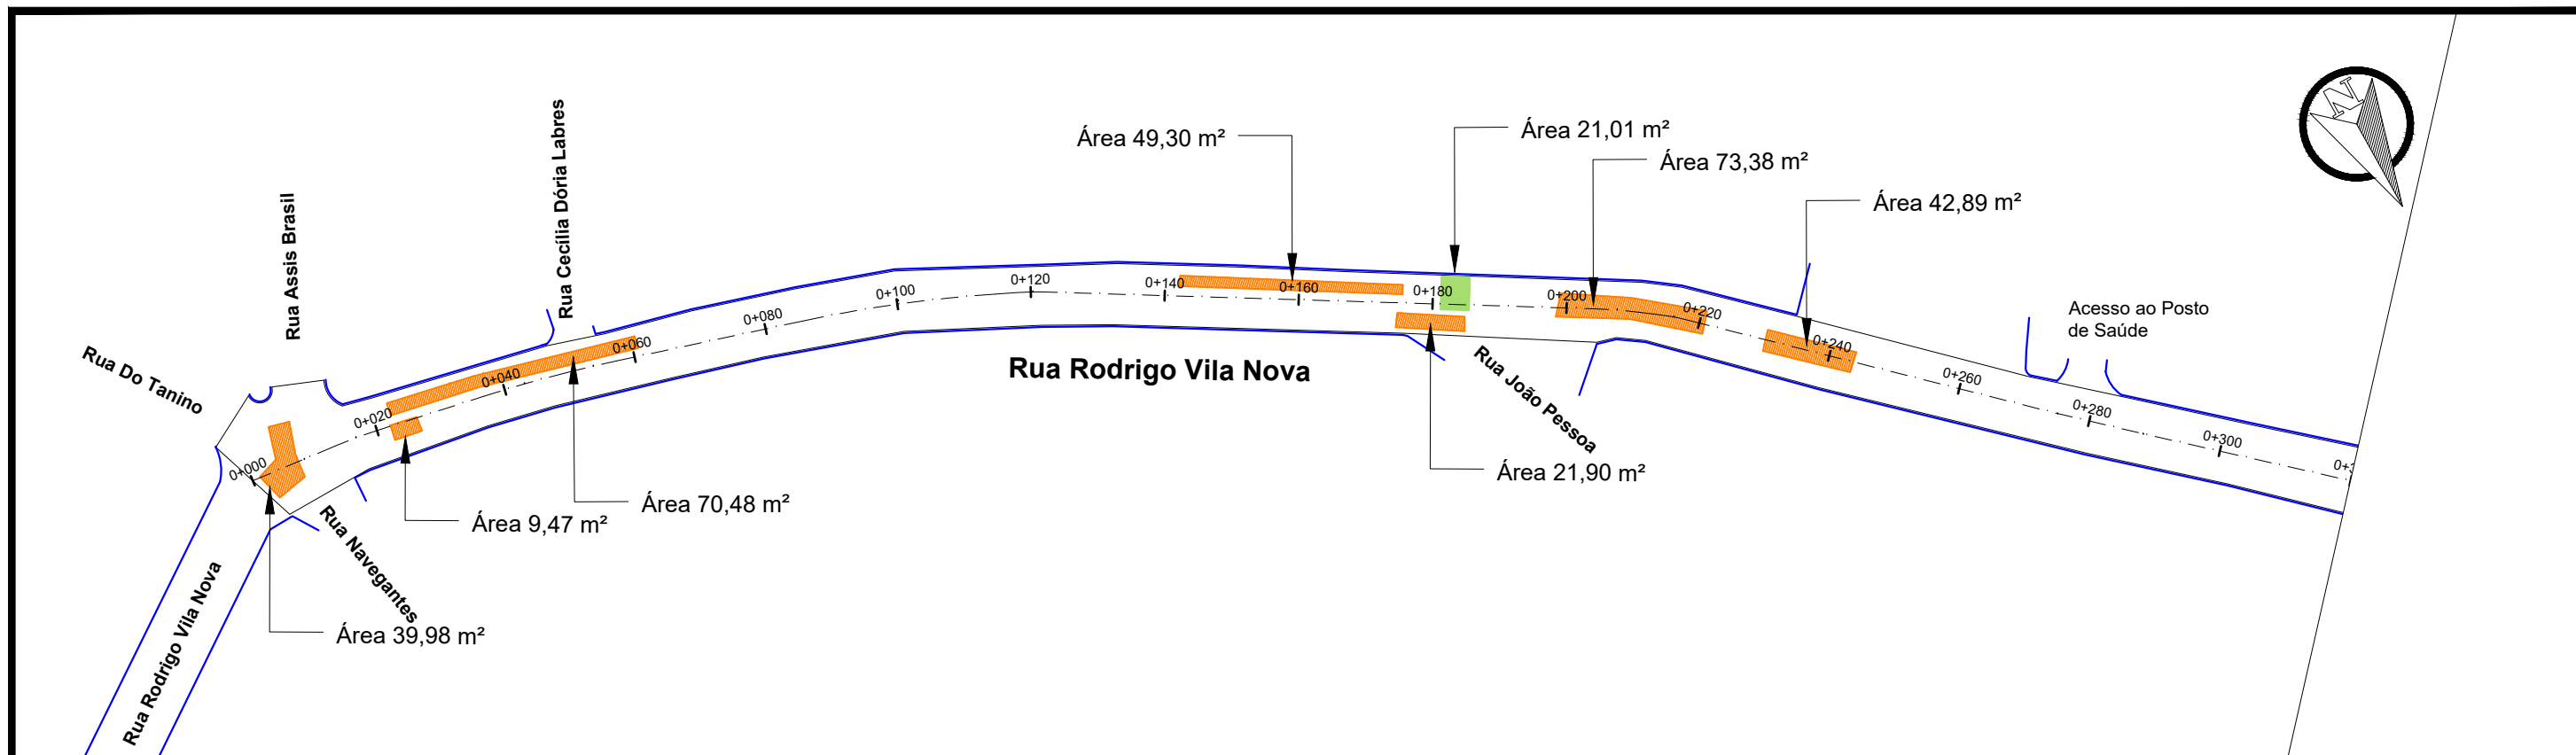 Área 49,30 m²
Área 21,01 m²
Área 73,38 m²
Área 42,89 m²
N
Rua Cecília Dória Labres
Rua Assis Brasil
Rua Do Tanino
0+000
0+020
0+040
0+060
0+080
0+100
0+120
0+140
0+160
0+180
0+200
0+220
0+240
0+260
0+280
0+300
Acesso ao Posto
de Saúde
Rua Rodrigo Vila Nova
Rua João Pessoa
Área 21,90 m²
Área 70,48 m²
Área 9,47 m²
Rua Navegantes
Área 39,98 m²
Rua Rodrigo Vila Nova